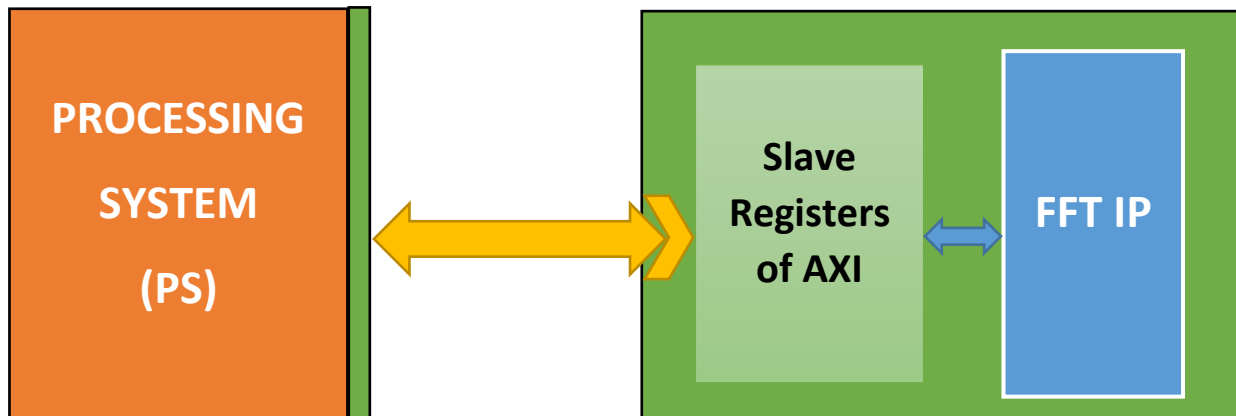 PROCESSING
SYSTEM
(PS)
Slave
Registers
of AXI
FFT IP